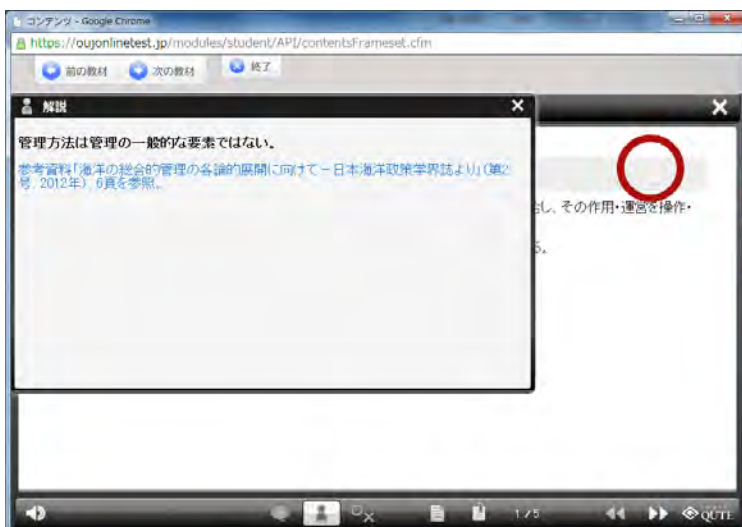 コンテンツ - Google Chrome
https://oujonlinetest.jp/modules/student/API/contentsFrameset.cfm
前の教材 次の教材 終了
解説
管理方法は管理の一般的な要素ではない。
参考資料「海洋の総合的管理の各論的展開に向けて－日本海洋政策学界誌より」(第2
号, 2012年), 6頁を参照。
し、その作用・運営を操作・
る。
1 / 5
QUTE